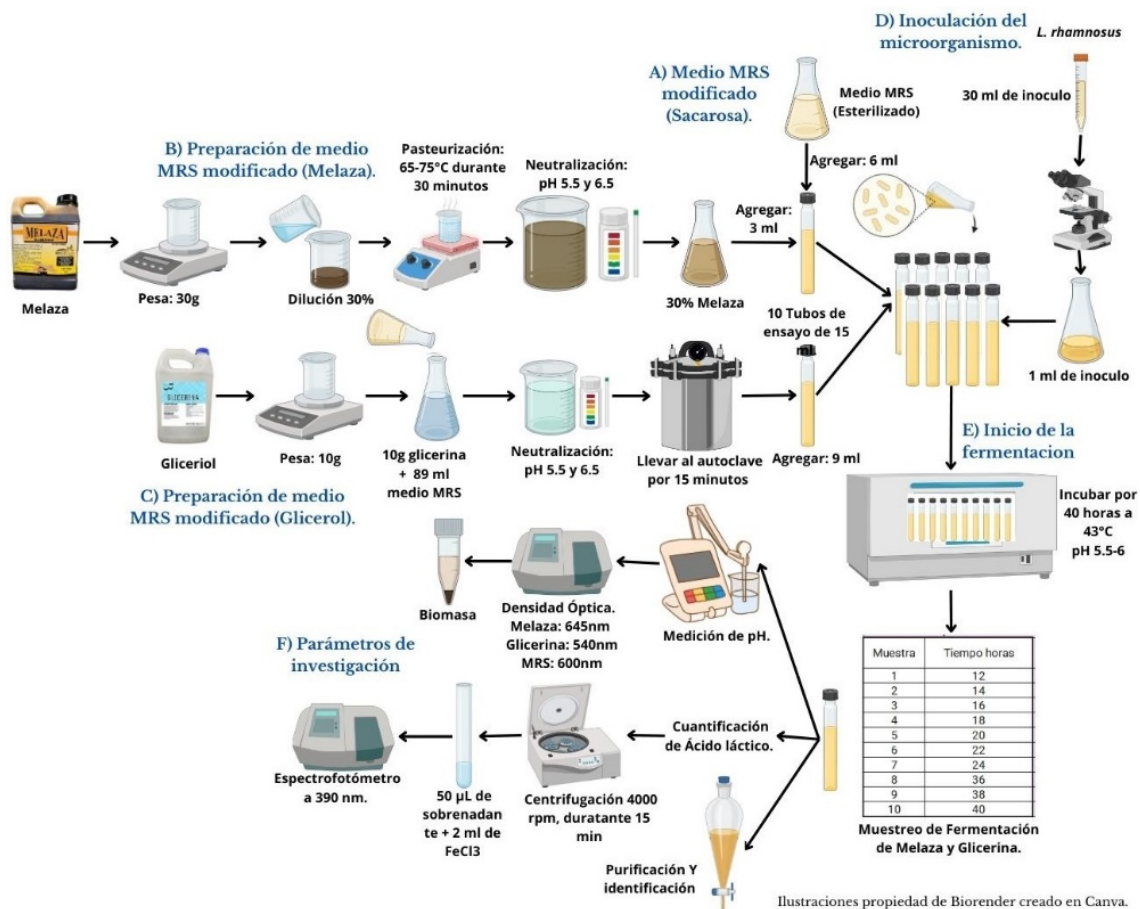 D) Inoculación del
microorganismo.
L. rhamnosus
30 ml de inoculo
A) Medio MRS
modificado
(Sacarosa).
Medio MRS
(Esterilizado)
Agregar: 6 ml
B) Preparación de medio
MRS modificado (Melaza).
Pasteurización:
65-75°C durante
30 minutos
Neutralización:
pH 5.5 y 6.5
Agregar:
3 ml
MELAZA
Melaza
Pesa: 30g
Dilución 30%
30% Melaza
10 Tubos de
ensayo de 15
ml
1 ml de inoculo
GLICERINA
Gliceriol
Pesa: 10g
10g glicerina
+ 89 ml
medio MRS
Neutralización:
pH 5.5 y 6.5
Llevar al autoclave
por 15 minutos
Agregar: 9 ml
C) Preparación de medio
MRS modificado (Glicerol).
E) Inicio de la
fermentacion
Incubar por
40 horas a
43°C
pH 5.5-6
Biomasa
Densidad Óptica.
Melaza: 645nm
Glicerina: 540nm
MRS: 600nm
Medición de pH.
F) Parámetros de
investigación
Muestra Tiempo horas
1 12
2 14
3 16
4 18
5 20
6 22
7 24
8 36
9 38
10 40
Muestreo de Fermentación
de Melaza y Glicerina.
Cuantificación
de Ácido láctico.
Centrifugación 4000
rpm, duratante 15
min
50 µL de
sobrenadan
te + 2 ml de
FeCl3
Espectrofotómetro
a 390 nm.
Purificación Y
identificación
Ilustraciones propiedad de Biorender creado en Canva.